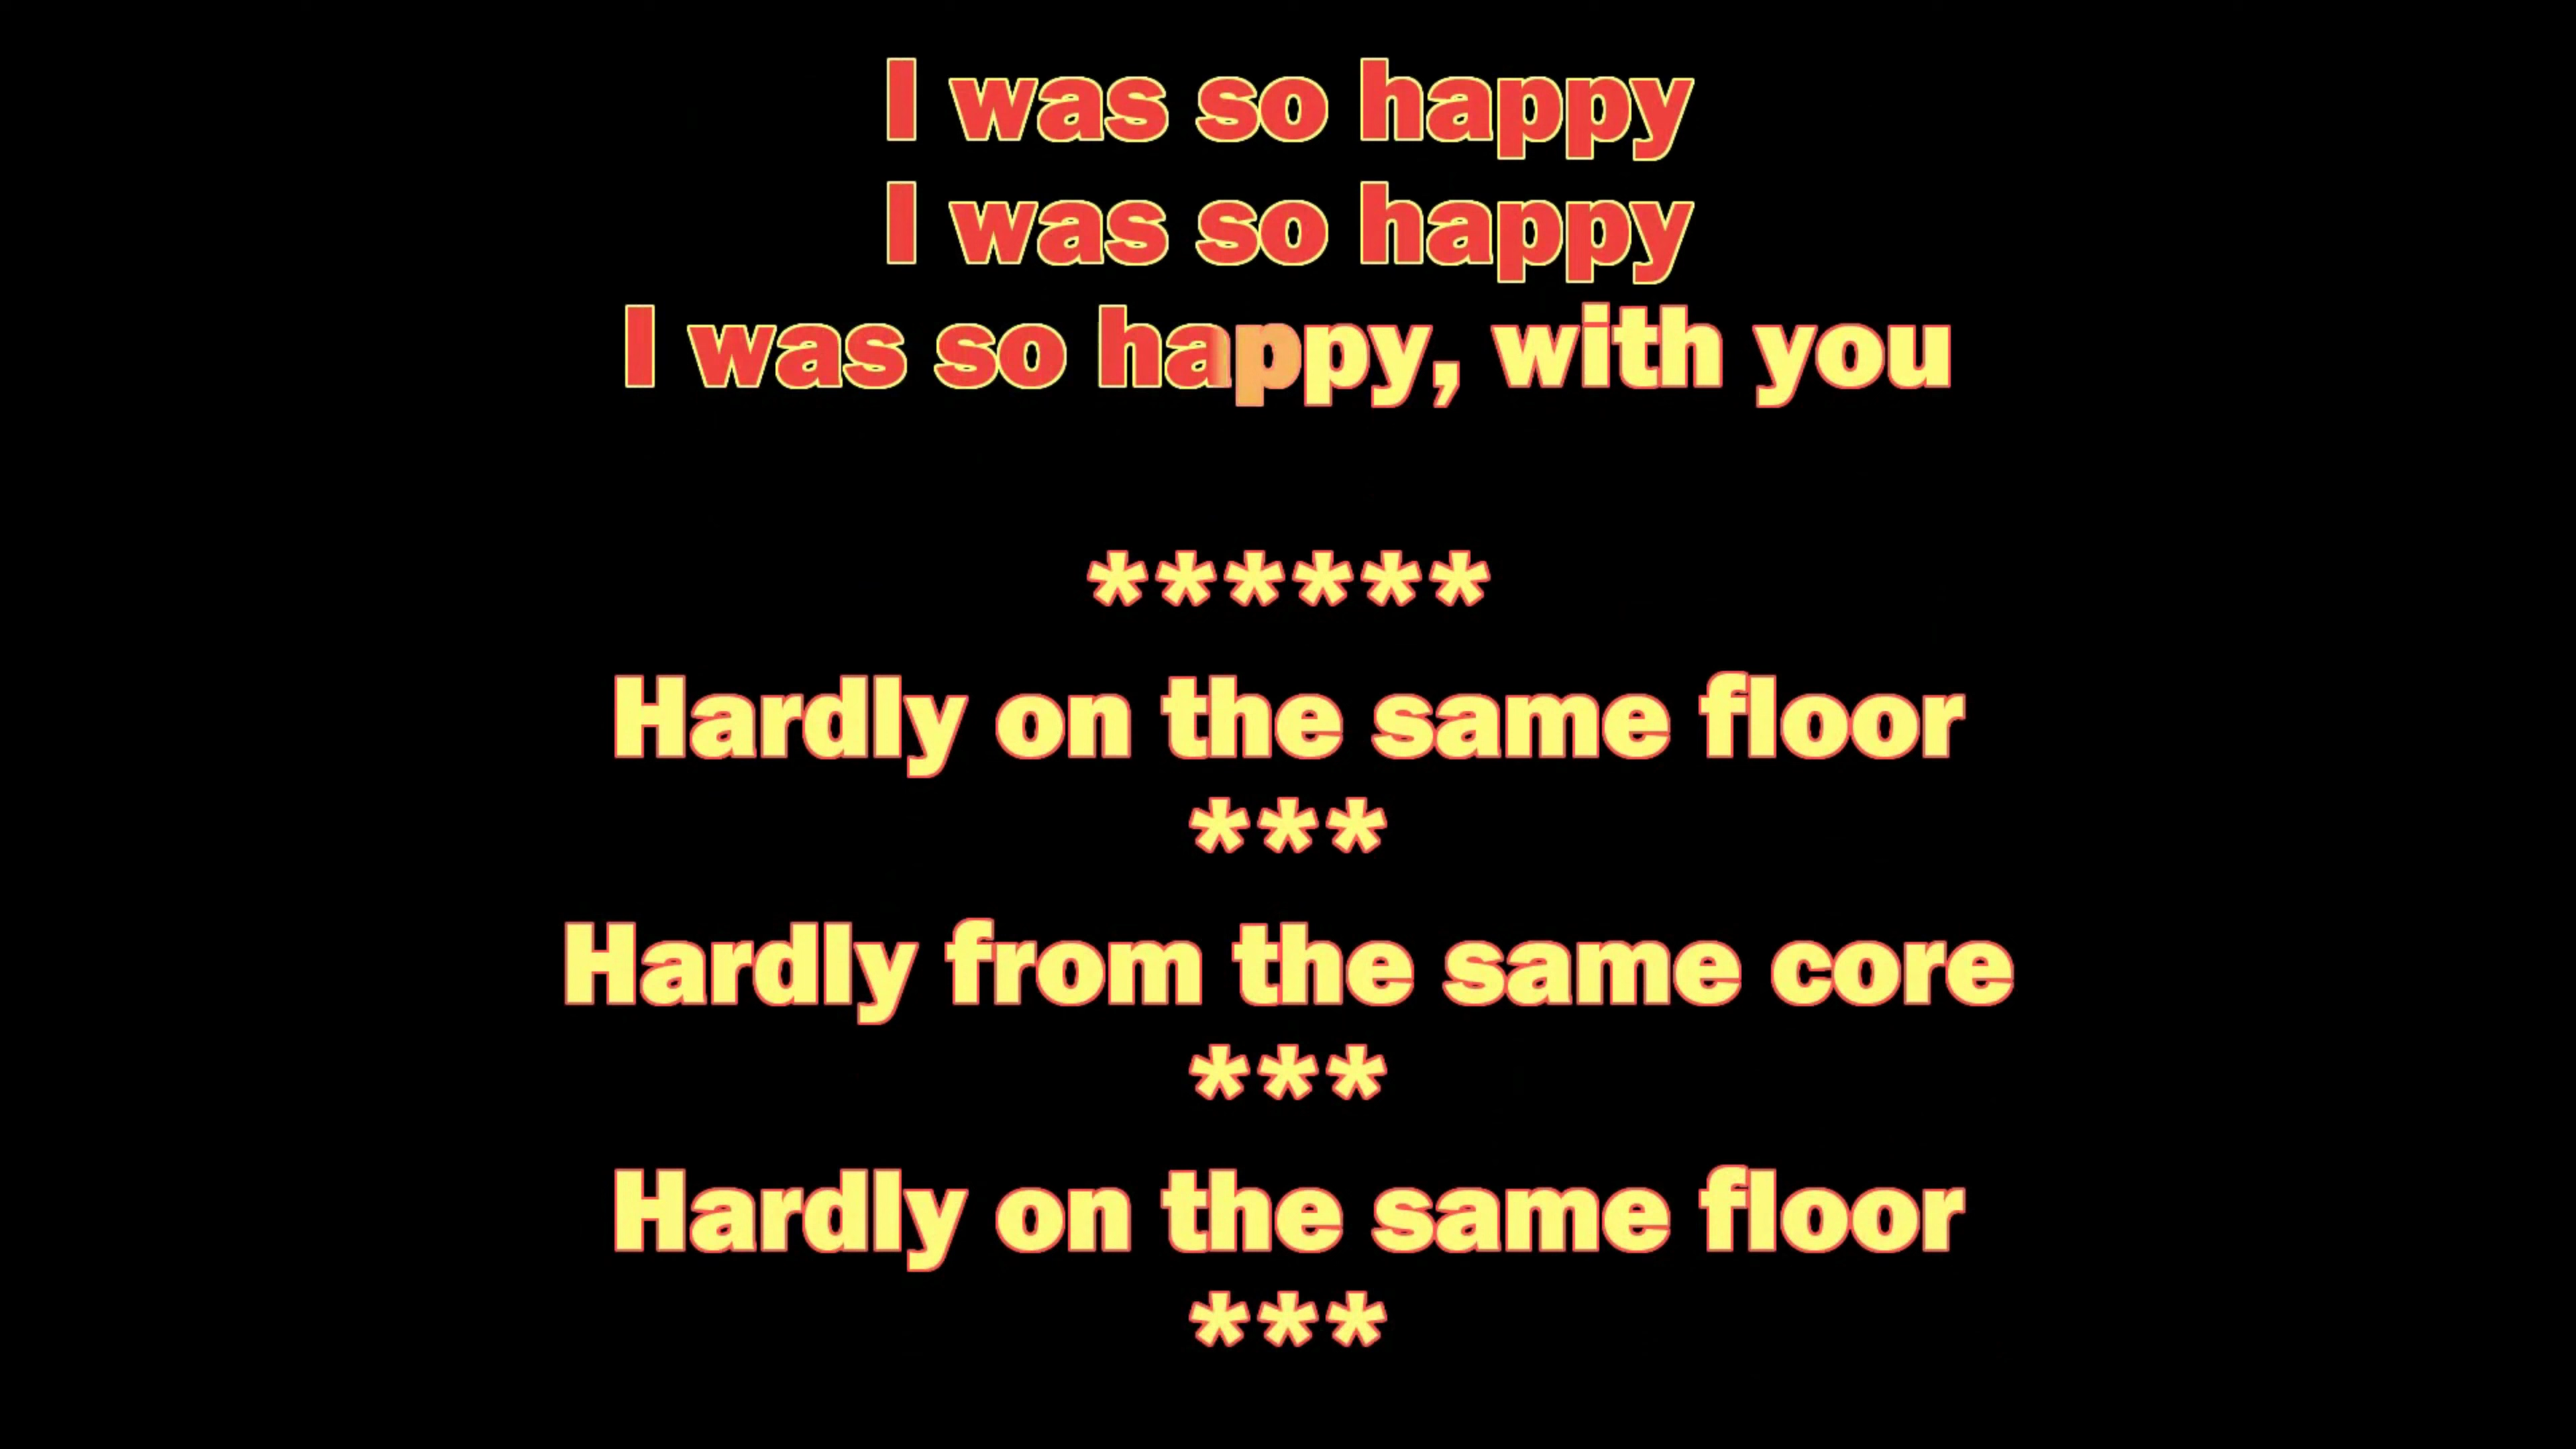 I was so happy
I was so happy
I was so happy, with you
******
Hardly on the same floor
***
Hardly from the same core
***
Hardly on the same floor
***